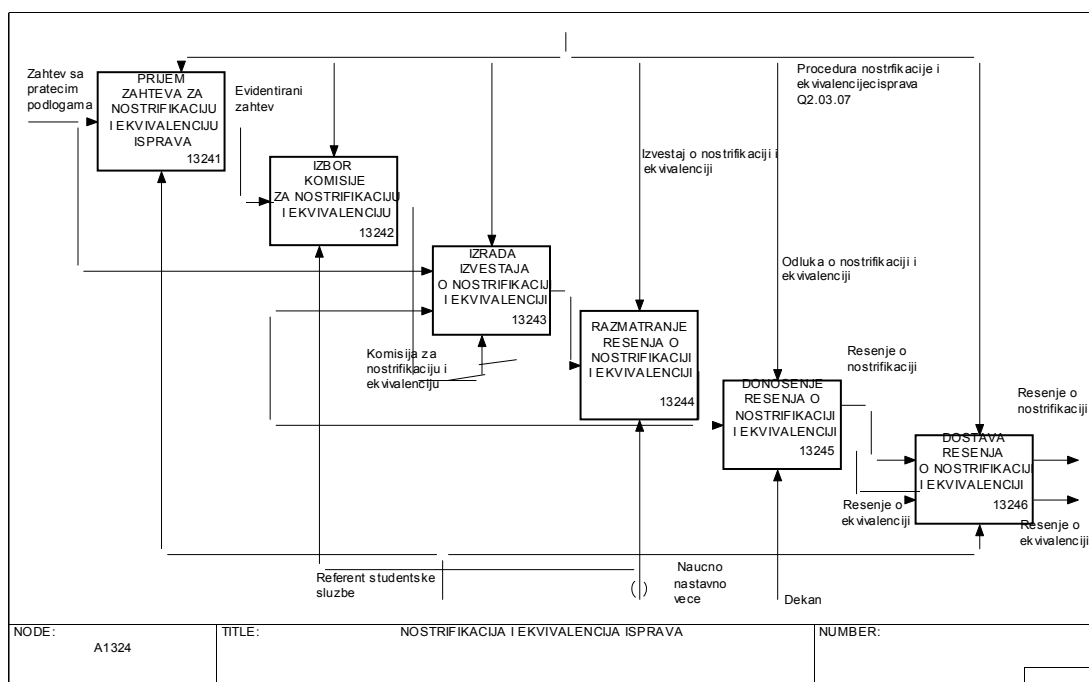 Zahtev sa
pratecim
podlogama
PRIJEM
ZAHTEVA ZA
NOSTRIFIKACIJU
I EKVIVALENCIJU
ISPRAVA
13241
Evidentirani
zahtev
Procedura nostrfikacije i
ekvivalencijecisprava
Q2.03.07
IZBOR
KOMISIJE
ZA NOSTRIFIKACIJU
I EKVIVALENCIJU
13242
Izvestaj o nostrifikaciji i
ekvivalenciji
IZRADA
IZVESTAJA
O NOSTRIFIKACIJI
I EKVIVALENCIJI
13243
Odluka o nostrifikaciji i
ekvivalenciji
Komisija za
nostrifikaciju i
ekvivalenciju
RAZMATRANJE
RESENJA O
NOSTRIFIKACIJI
I EKVIVALENCIJI
13244
Resenje o
nostrifikaciji
DONOSENJE
RESENJA O
NOSTRIFIKACIJI
I EKVIVALENCIJI
13245
Resenje o
nostrifikaciji
DOSTAVA
RESENJA
O NOSTRIFIKACIJI
I EKVIVALENCIJI
13246
Resenje o
ekvivalenciji
Resenje o
ekvivalenciji
Referent studentske
sluzbe
Naucno
nastavno
vece
Dekan
NODE:
A1324
TITLE:
NOSTRIFIKACIJA I EKVIVALENCIJA ISPRAVA
NUMBER: